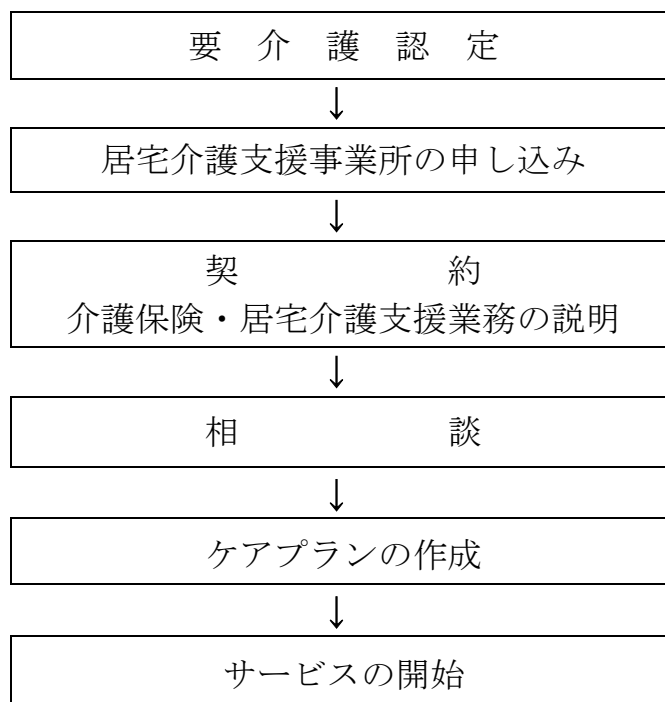 要　介　護　認　定
↓
居宅介護支援事業所の申し込み
↓
契　　　　　　　約
介護保険・居宅介護支援業務の説明
↓
相　　　　　　　談
↓
ケアプランの作成
↓
サービスの開始